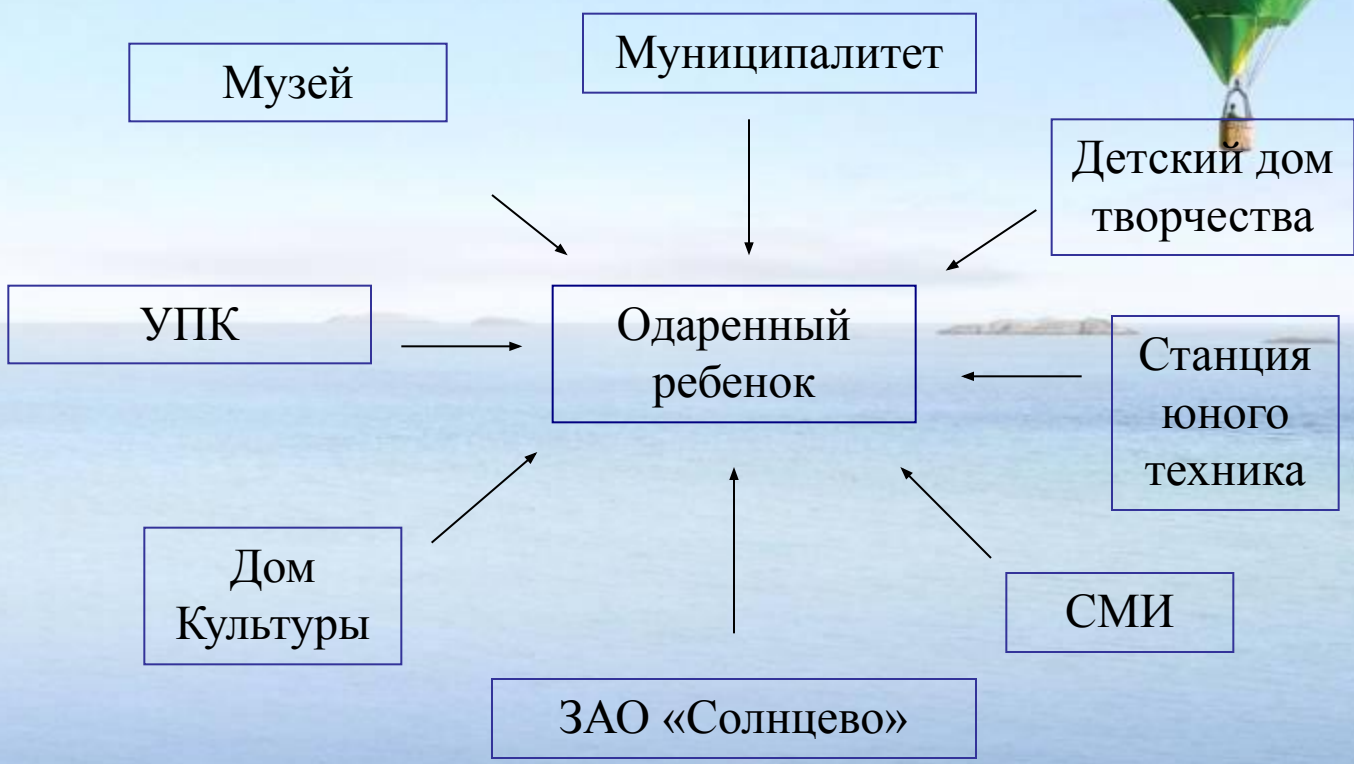 Муниципалитет
Музей
Детский дом
творчества
УПК
Одаренный
ребенок
Станция
юного
техника
Дом
Культуры
СМИ
ЗАО «Солнцево»